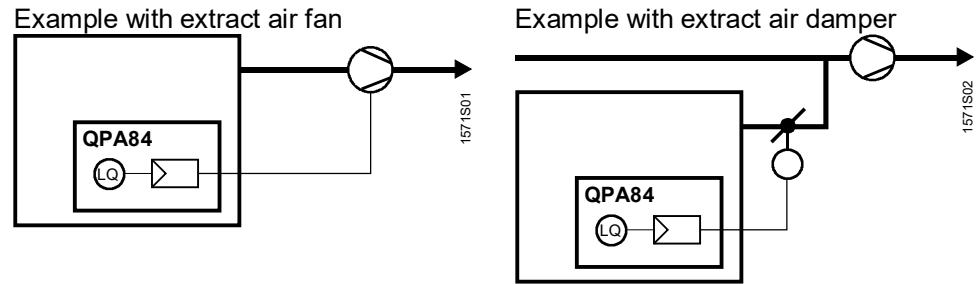 Example with extract air fan
QPA84
LQ
1571S01
Example with extract air damper
QPA84
LQ
1571S02